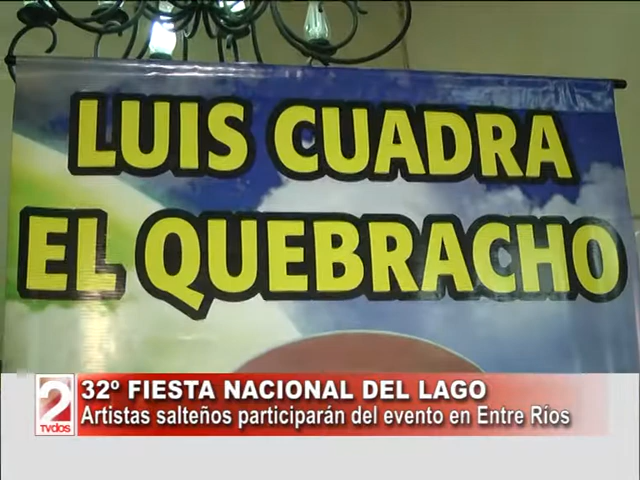 LUIS CUADRA
EL QUEBRACHO
32º FIESTA NACIONAL DEL LAGO
Artistas salteños participarán del evento en Entre Ríos
2
TVdos